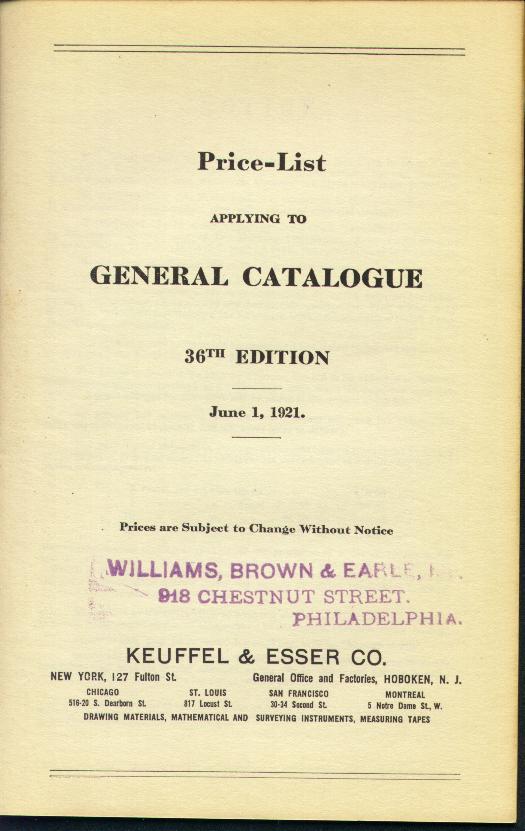 Price-List
APPLYING TO
GENERAL CATALOGUE
36TH EDITION
June 1, 1921.
Prices are Subject to Change Without Notice
WILLIAMS, BROWN & EARLE,
918 CHESTNUT STREET.
PHILADELPHIA.
KEUFFEL & ESSER CO.
NEW YORK, 127 Fulton St. General Office and Factories, HOBOKEN, N. J.
CHICAGO ST. LOUIS SAN FRANCISCO MONTREAL
516-20 S. Dearborn St. 817 Locust St. 30-34 Second St. 5 Notre Dame St., W.
DRAWING MATERIALS, MATHEMATICAL AND SURVEYING INSTRUMENTS, MEASURING TAPES